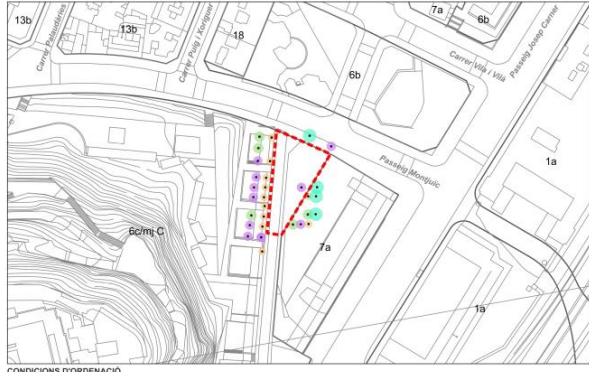 13b
Carrer Palaudàries
13b
Carrer Puig i Xoriguer
18
6b
7a
6b
Carrer Vila i Vilà
Passeig Josep Carner
Passeig Montjuïc
1a
6c/mj C
7a
1a
CONDICIONS D'ORDENACIÓ